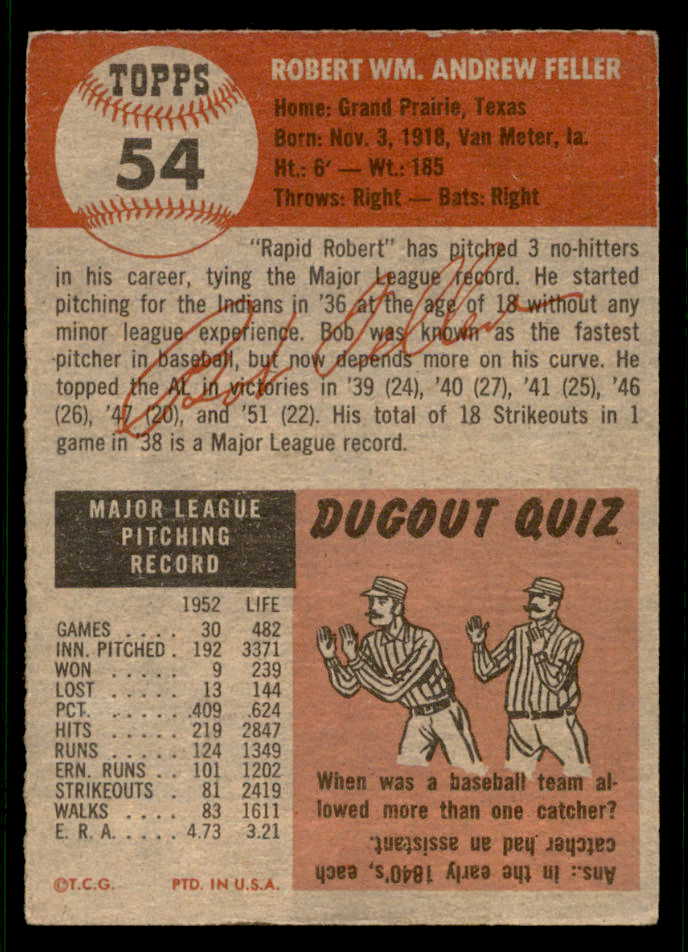 TOPPS
54
ROBERT WM. ANDREW FELLER
Home: Grand Prairie, Texas
Born: Nov. 3, 1918, Van Meter, Ia.
Ht.: 6' — Wt.: 185
Throws: Right — Bats: Right
"Rapid Robert" has pitched 3 no-hitters
in his career, tying the Major League record. He started
pitching for the Indians in '36 at the age of 18 without any
minor league experience. Bob was known as the fastest
pitcher in baseball, but now depends more on his curve. He
topped the AL in victories in '39 (24), '40 (27), '41 (25), '46
(26), '47 (20), and '51 (22). His total of 18 Strikeouts in 1
game in '38 is a Major League record.
Bob Feller
MAJOR LEAGUE
PITCHING
RECORD
1952 LIFE
GAMES .... 30 482
INN. PITCHED . 192 3371
WON ..... 9 239
LOST ..... 13 144
PCT. ...... .409 .624
HITS ..... 219 2847
RUNS ..... 124 1349
ERN. RUNS .. 101 1202
STRIKEOUTS . 81 2419
WALKS .... 83 1611
E. R. A. .... 4.73 3.21
©T.C.G. PTD. IN U.S.A.
DUGOUT QUIZ
When was a baseball team al-
lowed more than one catcher?
Ans.: in the early 1840's, each
catcher had an assistant.